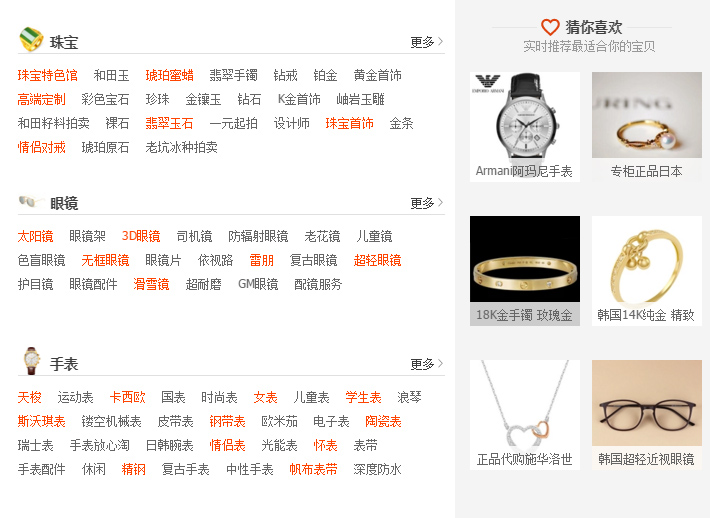 珠宝
更多
珠宝特色馆 和田玉 琥珀蜜蜡 翡翠手镯 钻戒 铂金 黄金首饰
高端定制 彩色宝石 珍珠 金镶玉 钻石 K金首饰 岫岩玉雕
和田籽料拍卖 裸石 翡翠玉石 一元起拍 设计师 珠宝首饰 金条
情侣对戒 琥珀原石 老坑冰种拍卖
眼镜
更多
太阳镜 眼镜架 3D眼镜 司机镜 防辐射眼镜 老花镜 儿童镜
色盲眼镜 无框眼镜 眼镜片 依视路 雷朋 复古眼镜 超轻眼镜
护目镜 眼镜配件 滑雪镜 超耐磨 GM眼镜 配镜服务
手表
更多
天梭 运动表 卡西欧 国表 时尚表 女表 儿童表 学生表 浪琴
斯沃琪表 镂空机械表 皮带表 钢带表 欧米茄 电子表 陶瓷表
瑞士表 手表放心淘 日韩腕表 情侣表 光能表 怀表 表带
手表配件 休闲 精钢 复古手表 中性手表 帆布表带 深度防水
猜你喜欢
实时推荐最适合你的宝贝
EMPORIO ARMANI
Armani阿玛尼手表
专柜正品日本
18K金手镯 玫瑰金
韩国14K纯金 精致
正品代购施华洛世
韩国超轻近视眼镜